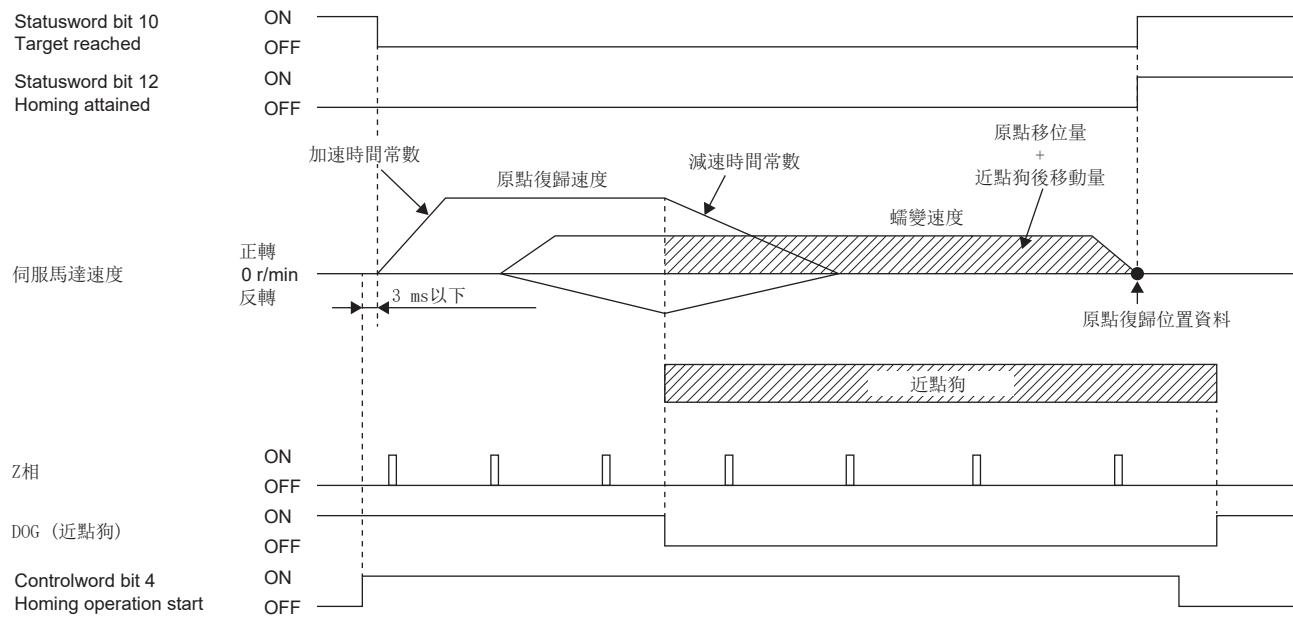 Statusword bit 10
Target reached
ON
OFF
Statusword bit 12
Homing attained
ON
OFF
原點移位量
+
近點狗後移動量
加速時間常數
減速時間常數
原點復歸速度
蠕變速度
伺服馬達速度
正轉
0 r/min
反轉
3 ms以下
原點復歸位置資料
近點狗
Z相
ON
OFF
DOG (近點狗)
ON
OFF
Controlword bit 4
Homing operation start
ON
OFF